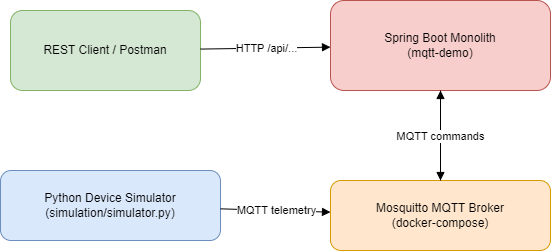 REST Client / Postman
HTTP /api/...
Spring Boot Monolith
(mqtt-demo)
MQTT commands
Python Device Simulator
(simulation/simulator.py)
MQTT telemetry
Mosquitto MQTT Broker
(docker-compose)